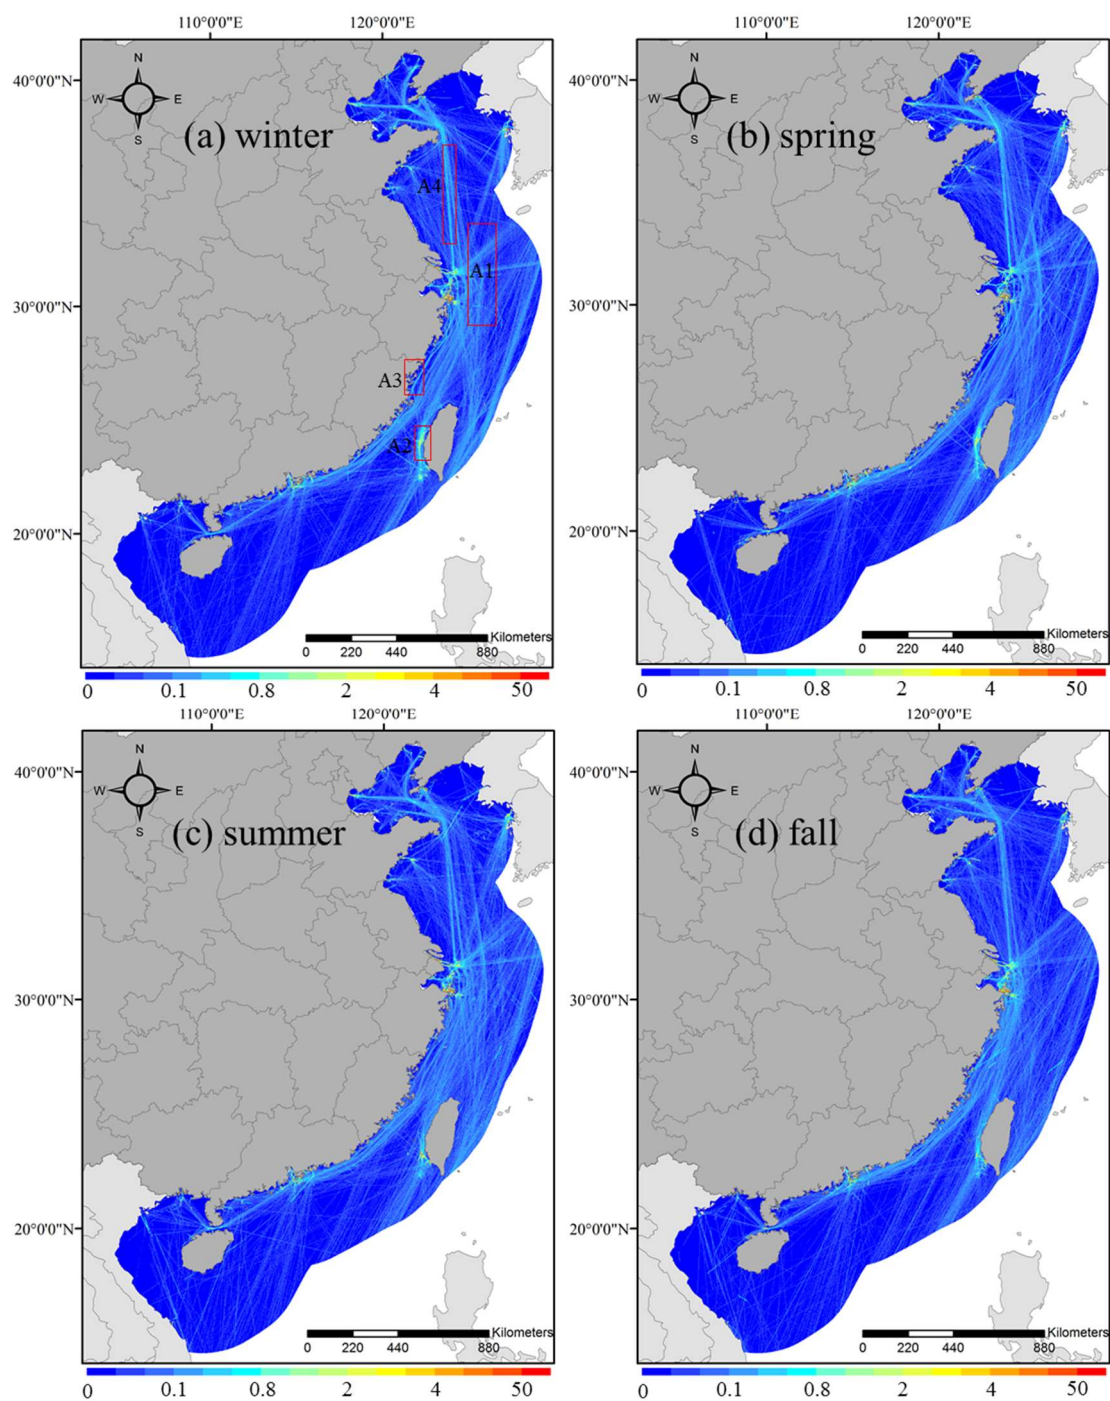 110°0'0"E 120°0'0"E
40°0'0"N
30°0'0"N
20°0'0"N
N
W E
S
(a) winter
A4
A1
A3
A2
Kilometers
0 220 440 880
0 0.1 0.8 2 4 50
110°0'0"E 120°0'0"E
40°0'0"N
30°0'0"N
20°0'0"N
N
W E
S
(b) spring
Kilometers
0 220 440 880
0 0.1 0.8 2 4 50
110°0'0"E 120°0'0"E
40°0'0"N
30°0'0"N
20°0'0"N
N
W E
S
(c) summer
Kilometers
0 220 440 880
0 0.1 0.8 2 4 50
110°0'0"E 120°0'0"E
40°0'0"N
30°0'0"N
20°0'0"N
N
W E
S
(d) fall
Kilometers
0 220 440 880
0 0.1 0.8 2 4 50